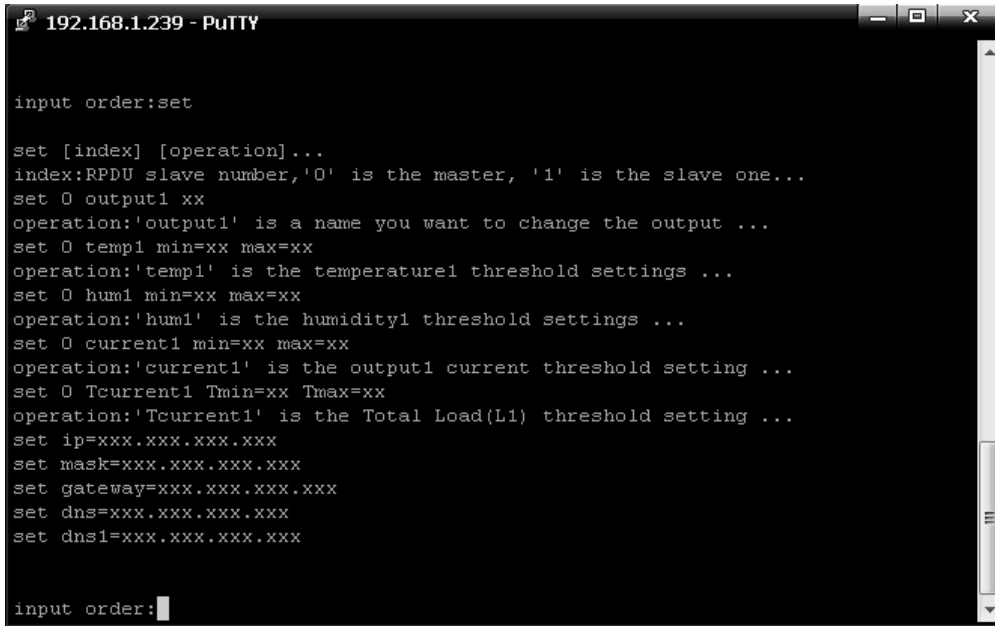 192.168.1.239 - PuTTY
input order:set
set [index] [operation]...
index:RPDU slave number,'0' is the master, '1' is the slave one...
set 0 output1 xx
operation:'output1' is a name you want to change the output ...
set 0 temp1 min=xx max=xx
operation:'temp1' is the temperature1 threshold settings ...
set 0 hum1 min=xx max=xx
operation:'hum1' is the humidity1 threshold settings ...
set 0 current1 min=xx max=xx
operation:'current1' is the output1 current threshold setting ...
set 0 Tcurrent1 Tmin=xx Tmax=xx
operation:'Tcurrent1' is the Total Load(L1) threshold setting ...
set ip=xxx.xxx.xxx.xxx
set mask=xxx.xxx.xxx.xxx
set gateway=xxx.xxx.xxx.xxx
set dns=xxx.xxx.xxx.xxx
set dns1=xxx.xxx.xxx.xxx
input order: